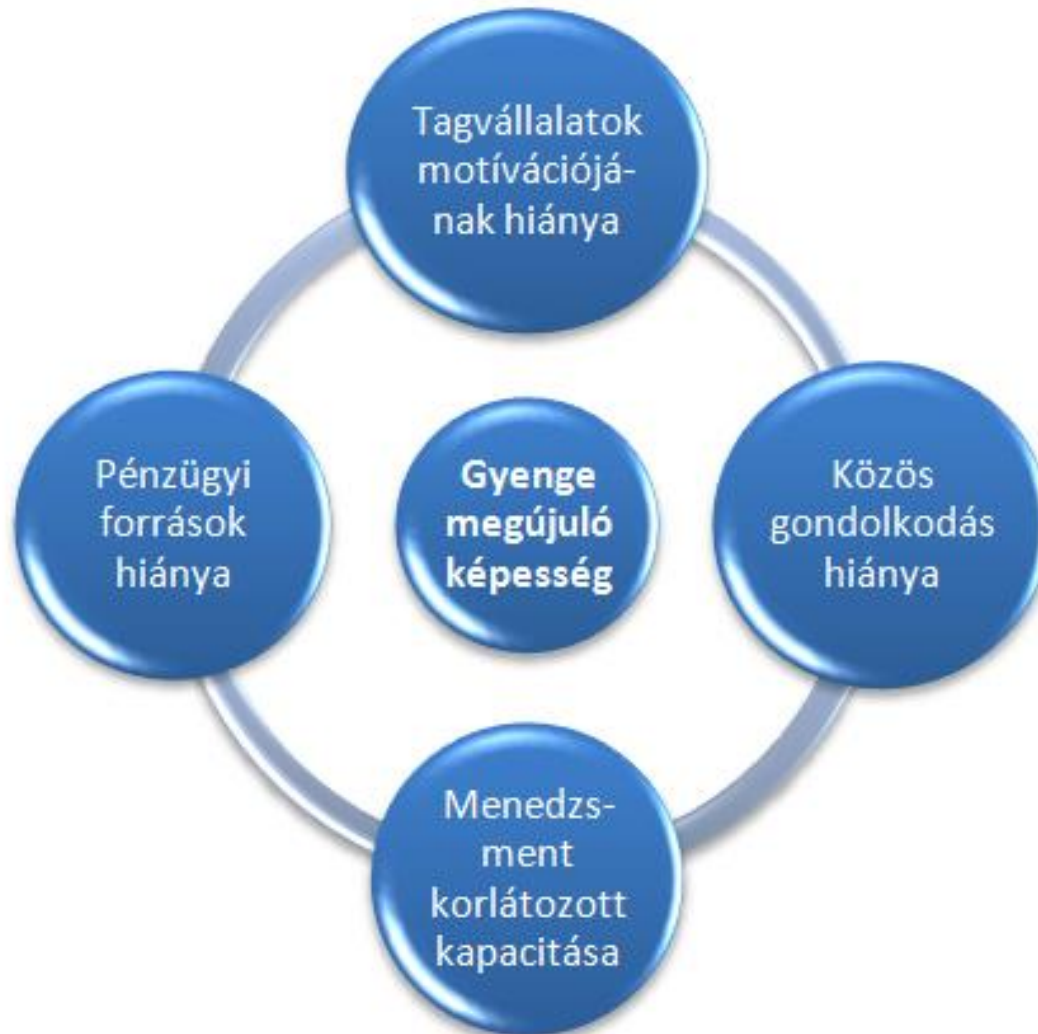 Tagvállalatok
motívációjá-
nak hiánya
Pénzügyi
források
hiánya
Gyenge
megújuló
képesség
Közös
gondolkodás
hiánya
Menedzs-
ment
korlátozott
kapacitása